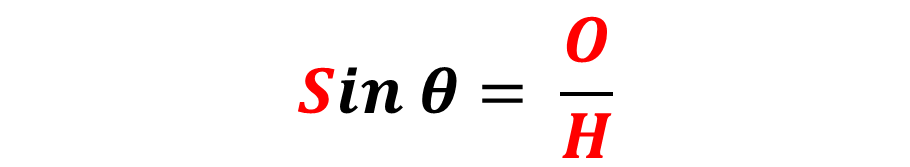 Sin θ = O/H